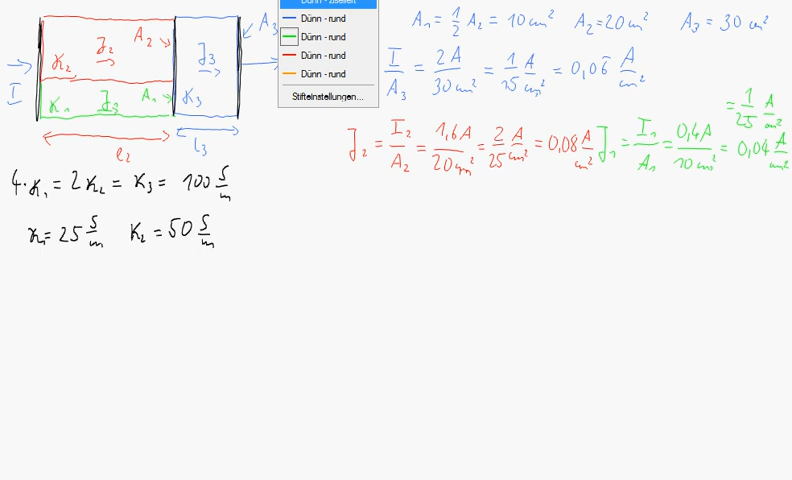 A₁ = 1/2 A₂ = 10 cm² A₂ = 20 cm² A₃ = 30 cm²
Dünn - ziseliert
Dünn - rund
Dünn - rund
Dünn - rund
Dünn - rund
Stifteinstellungen...
A₃
I
κ₂ J₂ A₂
κ₁ J₃ A₁
J₃
κ₃
l₂ l₃
I/A₃ = 2A/30cm² = 1/15 A/cm² = 0,06̅ A/cm²
J₂ = I₂/A₂ = 1,6A/20cm² = 2/25 A/cm² = 0,08 A/cm²
J₁ = I₁/A₁ = 0,4A/10cm² = 0,04 A/cm²
= 1/25 A/cm²
4·κ₁ = 2κ₂ = κ₃ = 100 S/m
κ₁ = 25 S/m κ₂ = 50 S/m